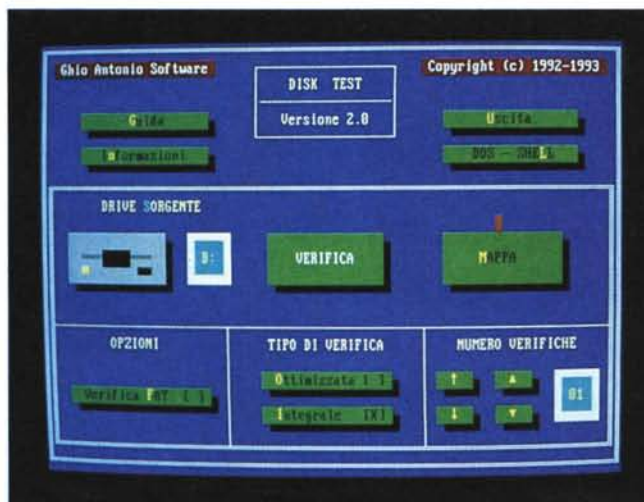 Ghio Antonio Software
DISK TEST
Copyright (c) 1992-1993
Versione 2.0
Guida
Uscita
Informazioni
DOS - SHELL
DRIVE SORGENTE
B:
VERIFICA
MAPPA
OPZIONI
TIPO DI VERIFICA
NUMERO VERIFICHE
Verifica FAT [ ]
Ottimizzata [ ]
Integrale [X]
↑ ▲
↓ ▼
01